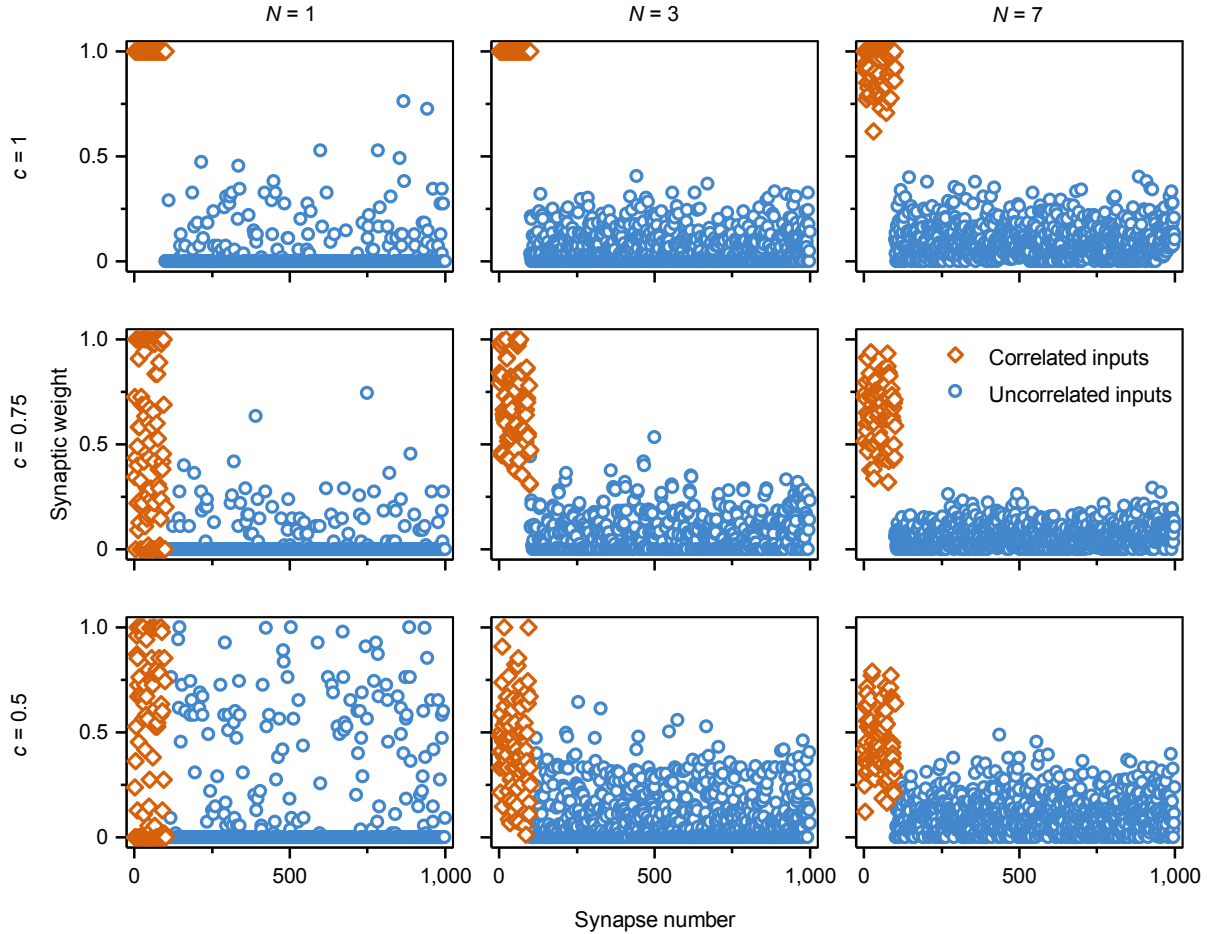 N = 1
N = 3
N = 7
c = 1
1.0
0.5
0
c = 0.75
Synaptic weight
1.0
0.5
0
Correlated inputs
Uncorrelated inputs
c = 0.5
1.0
0.5
0
0
500
1,000
0
500
1,000
0
500
1,000
Synapse number